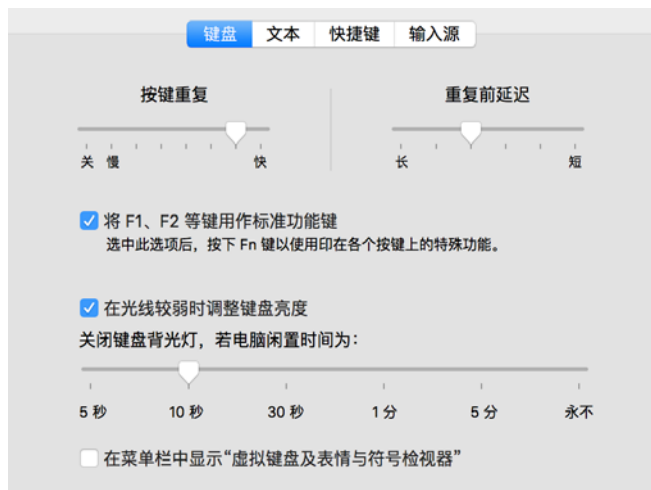 键盘 文本 快捷键 输入源
按键重复 重复前延迟
关 慢 快 长 短
将 F1、F2 等键用作标准功能键
选中此选项后，按下 Fn 键以使用印在各个按键上的特殊功能。
在光线较弱时调整键盘亮度
关闭键盘背光灯，若电脑闲置时间为：
5 秒 10 秒 30 秒 1 分 5 分 永不
在菜单栏中显示“虚拟键盘及表情与符号检视器”